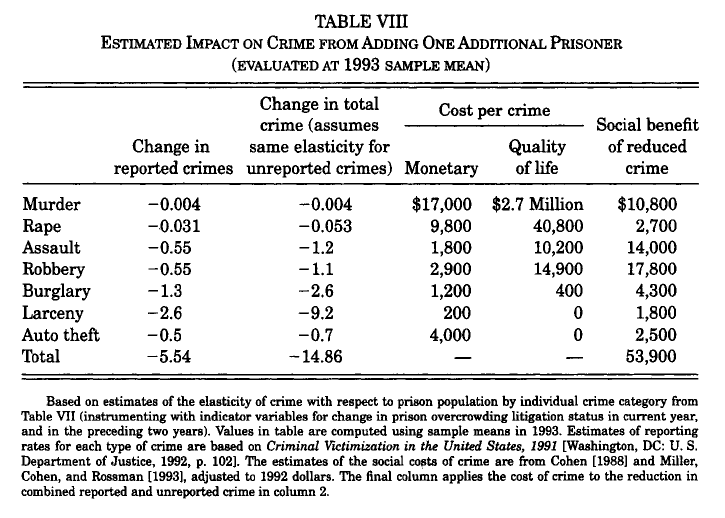 TABLE VIII
ESTIMATED IMPACT ON CRIME FROM ADDING ONE ADDITIONAL PRISONER
(EVALUATED AT 1993 SAMPLE MEAN)
Change in total
crime (assumes Cost per crime Social benefit
Change in same elasticity for Quality of reduced
reported crimes unreported crimes) Monetary of life crime
Murder −0.004 −0.004 $17,000 $2.7 Million $10,800
Rape −0.031 −0.053 9,800 40,800 2,700
Assault −0.55 −1.2 1,800 10,200 14,000
Robbery −0.55 −1.1 2,900 14,900 17,800
Burglary −1.3 −2.6 1,200 400 4,300
Larceny −2.6 −9.2 200 0 1,800
Auto theft −0.5 −0.7 4,000 0 2,500
Total −5.54 −14.86 — — 53,900
Based on estimates of the elasticity of crime with respect to prison population by individual crime category from
Table VII (instrumenting with indicator variables for change in prison overcrowding litigation status in current year,
and in the preceding two years). Values in table are computed using sample means in 1993. Estimates of reporting
rates for each type of crime are based on Criminal Victimization in the United States, 1991 [Washington, DC: U. S.
Department of Justice, 1992, p. 102]. The estimates of the social costs of crime are from Cohen [1988] and Miller,
Cohen, and Rossman [1993], adjusted to 1992 dollars. The final column applies the cost of crime to the reduction in
combined reported and unreported crime in column 2.